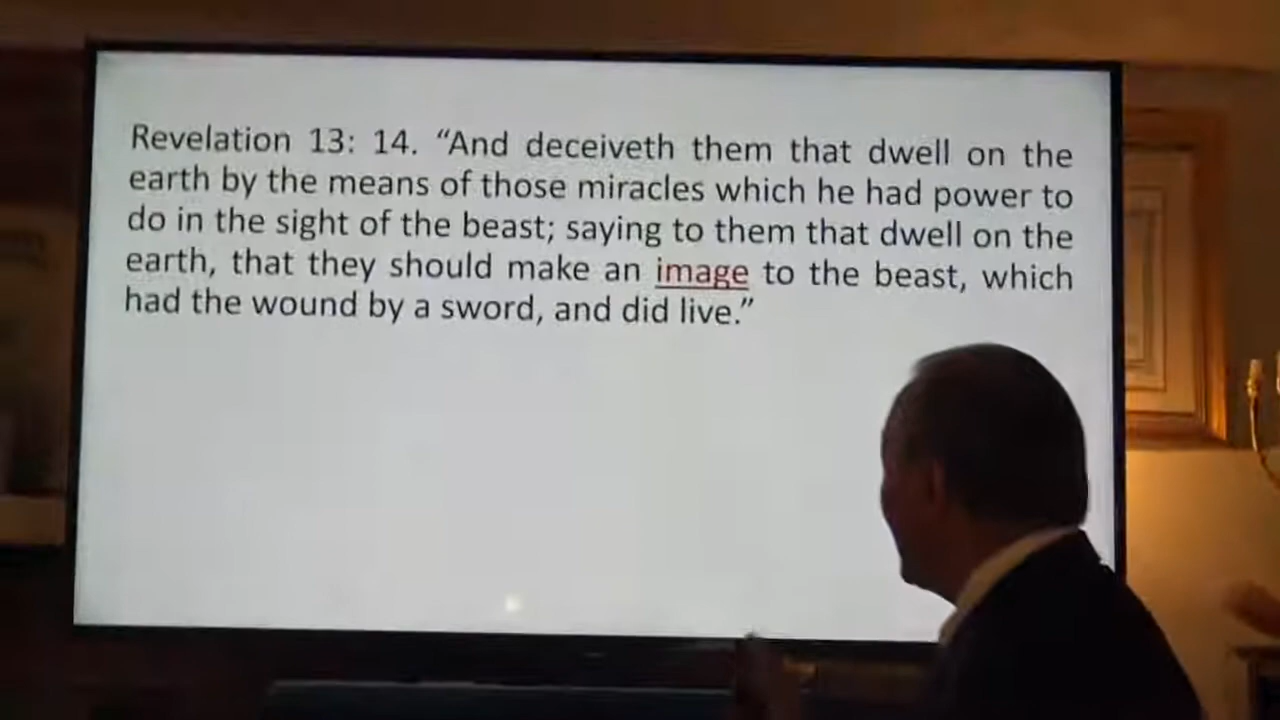 Revelation 13: 14. “And deceiveth them that dwell on the
earth by the means of those miracles which he had power to
do in the sight of the beast; saying to them that dwell on the
earth, that they should make an image to the beast, which
had the wound by a sword, and did live.”